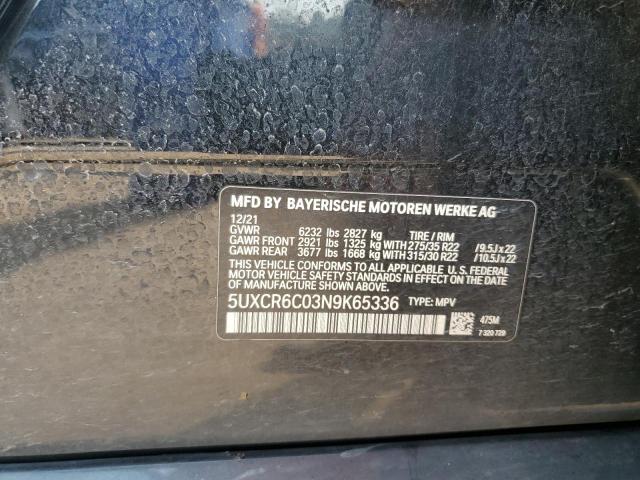 MFD BY BAYERISCHE MOTOREN WERKE AG
12/21
GVWR 6232 lbs 2827 kg TIRE / RIM
GAWR FRONT 2921 lbs 1325 kg WITH 275/35 R22 /9.5J x 22
GAWR REAR 3677 lbs 1668 kg WITH 315/30 R22 /10.5J x 22
THIS VEHICLE CONFORMS TO ALL APPLICABLE U. S. FEDERAL
MOTOR VEHICLE SAFETY STANDARDS IN EFFECT ON THE DATE
OF MANUFACTURE SHOWN ABOVE.
5UXCR6C03N9K65336 TYPE: MPV
475M
7 320 729